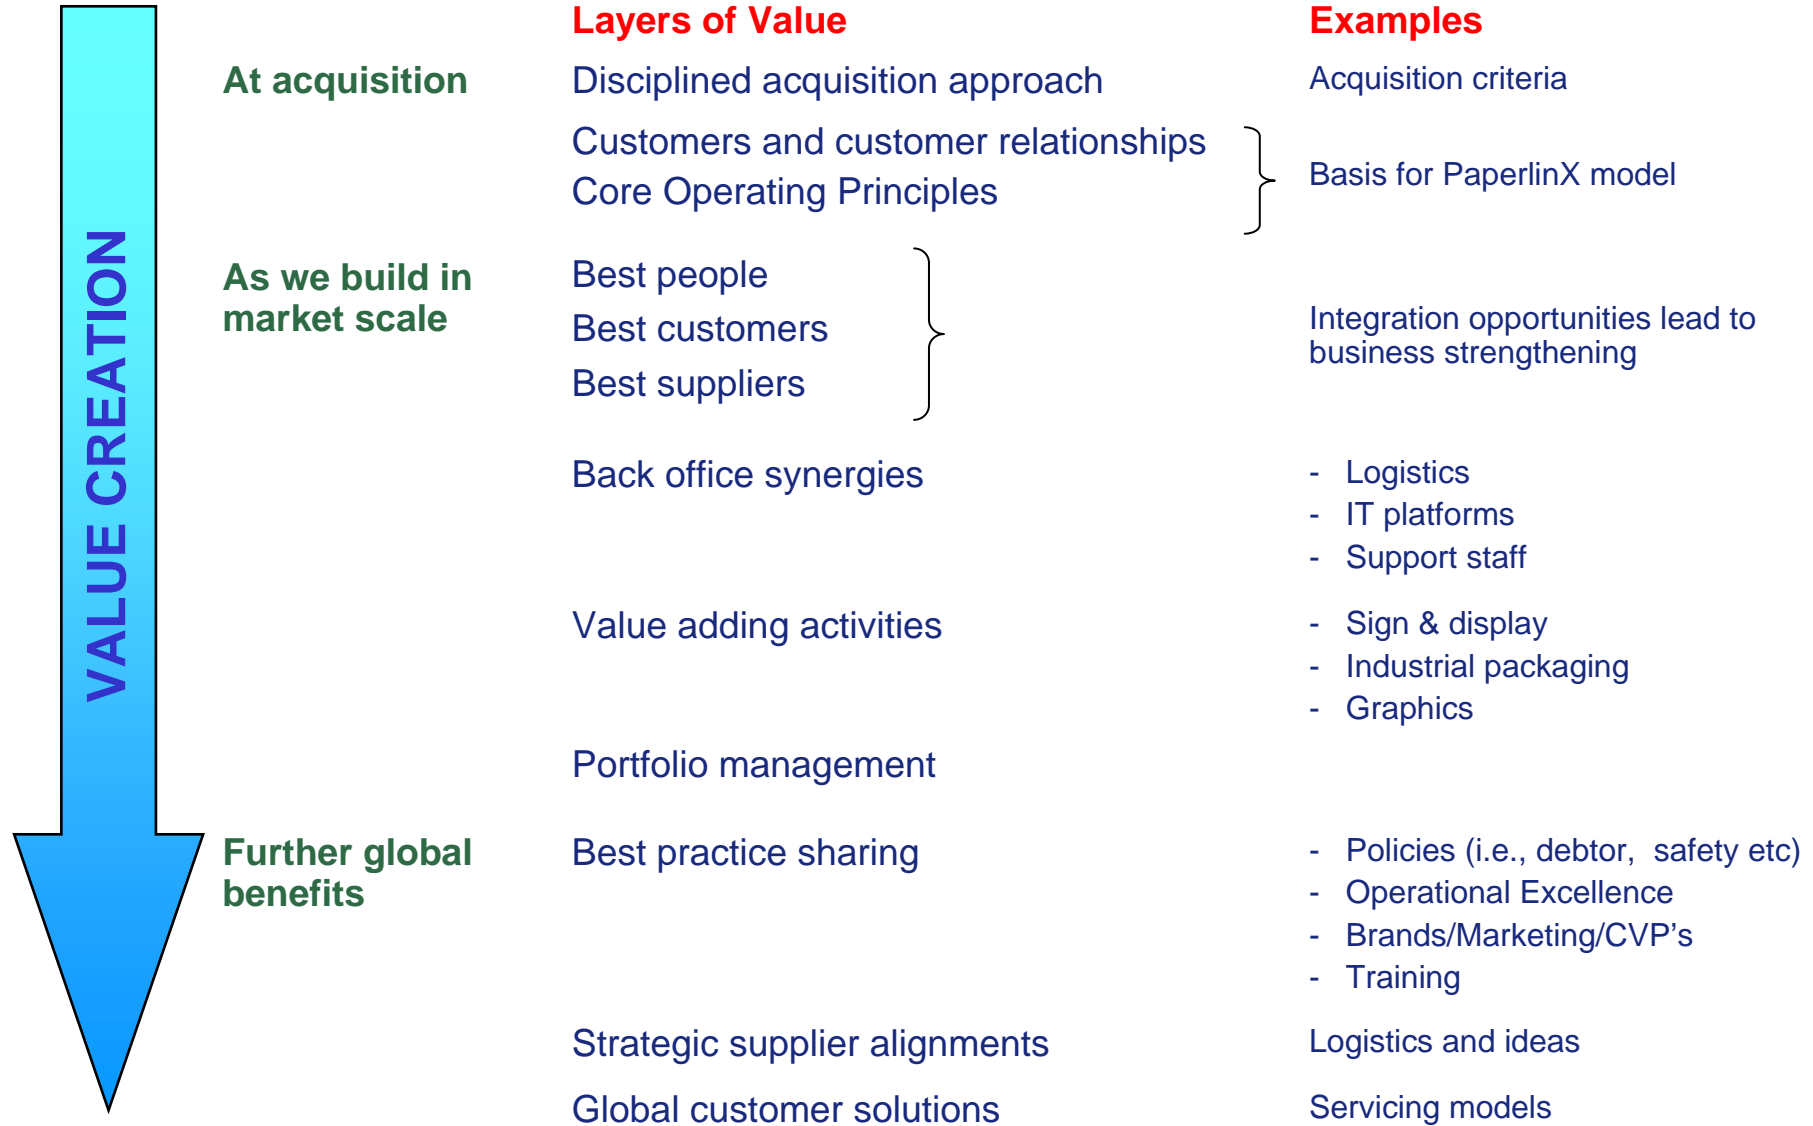 Layers of Value
Examples
VALUE CREATION
At acquisition
Disciplined acquisition approach
Acquisition criteria
Customers and customer relationships
Core Operating Principles
Basis for PaperlinX model
As we build in
market scale
Best people
Best customers
Best suppliers
Integration opportunities lead to
business strengthening
Back office synergies
- Logistics
- IT platforms
- Support staff
Value adding activities
- Sign & display
- Industrial packaging
- Graphics
Portfolio management
Further global
benefits
Best practice sharing
- Policies (i.e., debtor,  safety etc)
- Operational Excellence
- Brands/Marketing/CVP’s
- Training
Strategic supplier alignments
Logistics and ideas
Global customer solutions
Servicing models